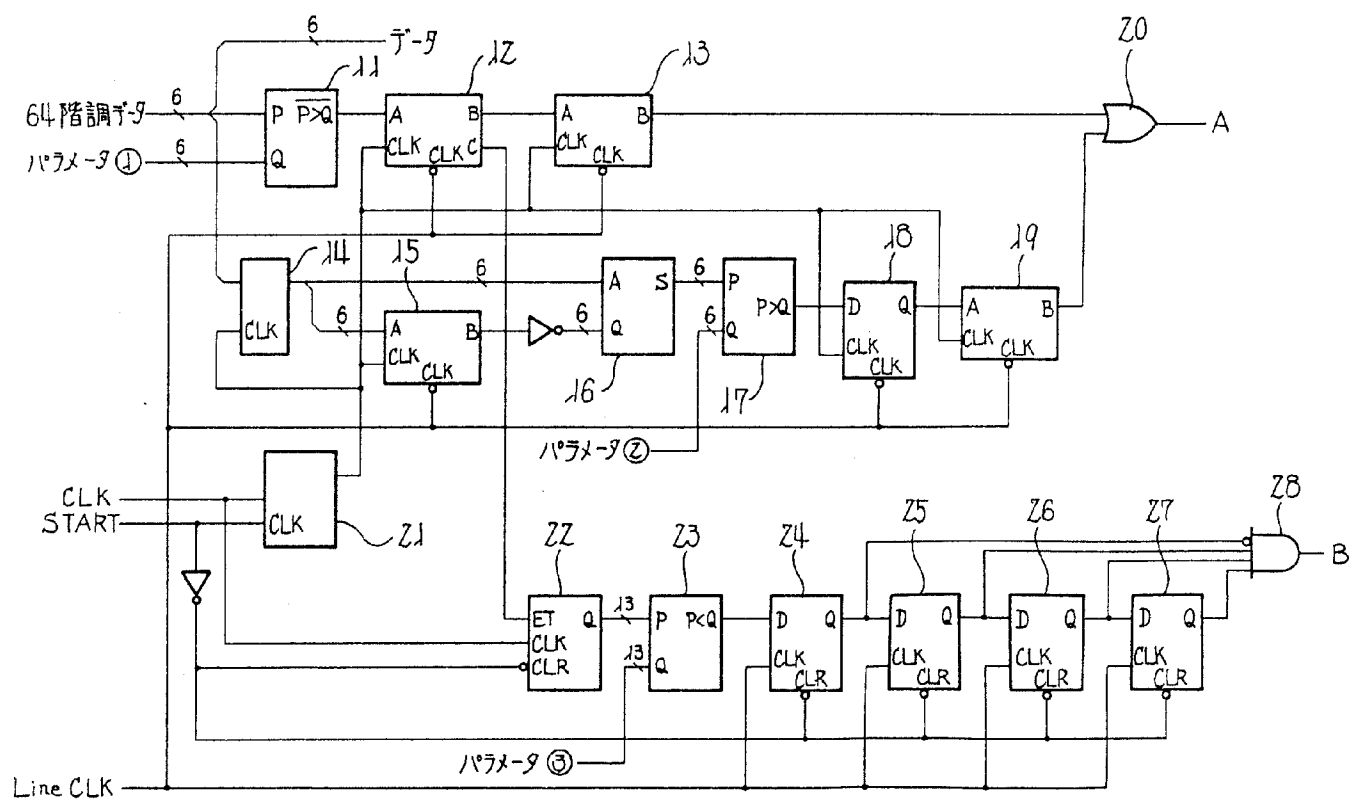 6 データ
11 12 13 20
64階調データ 6 P P>Q A B A B A
CLK CLK C CLK CLK
パラメータ① 6 Q
14 15 6 6 18 19
A S P D Q A B
P>Q
CLK 6 A B 6 Q 6 Q
CLK CLK CLK CLK CLK CLK
16 17
パラメータ②
CLK
START CLK 21
22 23 24 25 26 27 28
B
ET Q 13 P P<Q D Q D Q D Q D Q
CLK
CLR 13 Q CLK CLR CLK CLR CLK CLR CLK CLR
パラメータ③
Line CLK